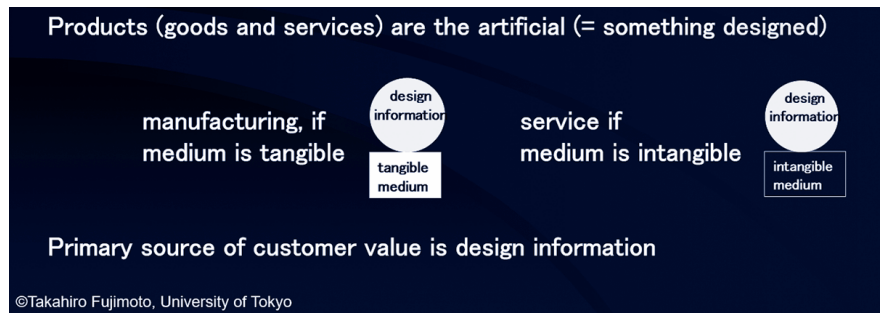 Products (goods and services) are the artificial (= something designed)
manufacturing, if
medium is tangible
design
information
tangible
medium
service if
medium is intangible
design
information
intangible
medium
Primary source of customer value is design information
©Takahiro Fujimoto, University of Tokyo